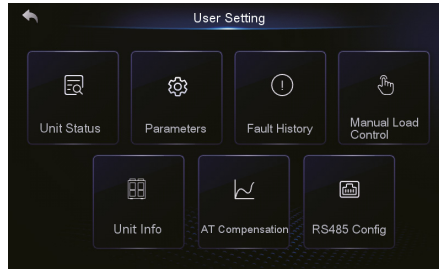 User Setting
Unit Status
Parameters
Fault History
Manual Load
Control
Unit Info
AT Compensation
RS485 Config